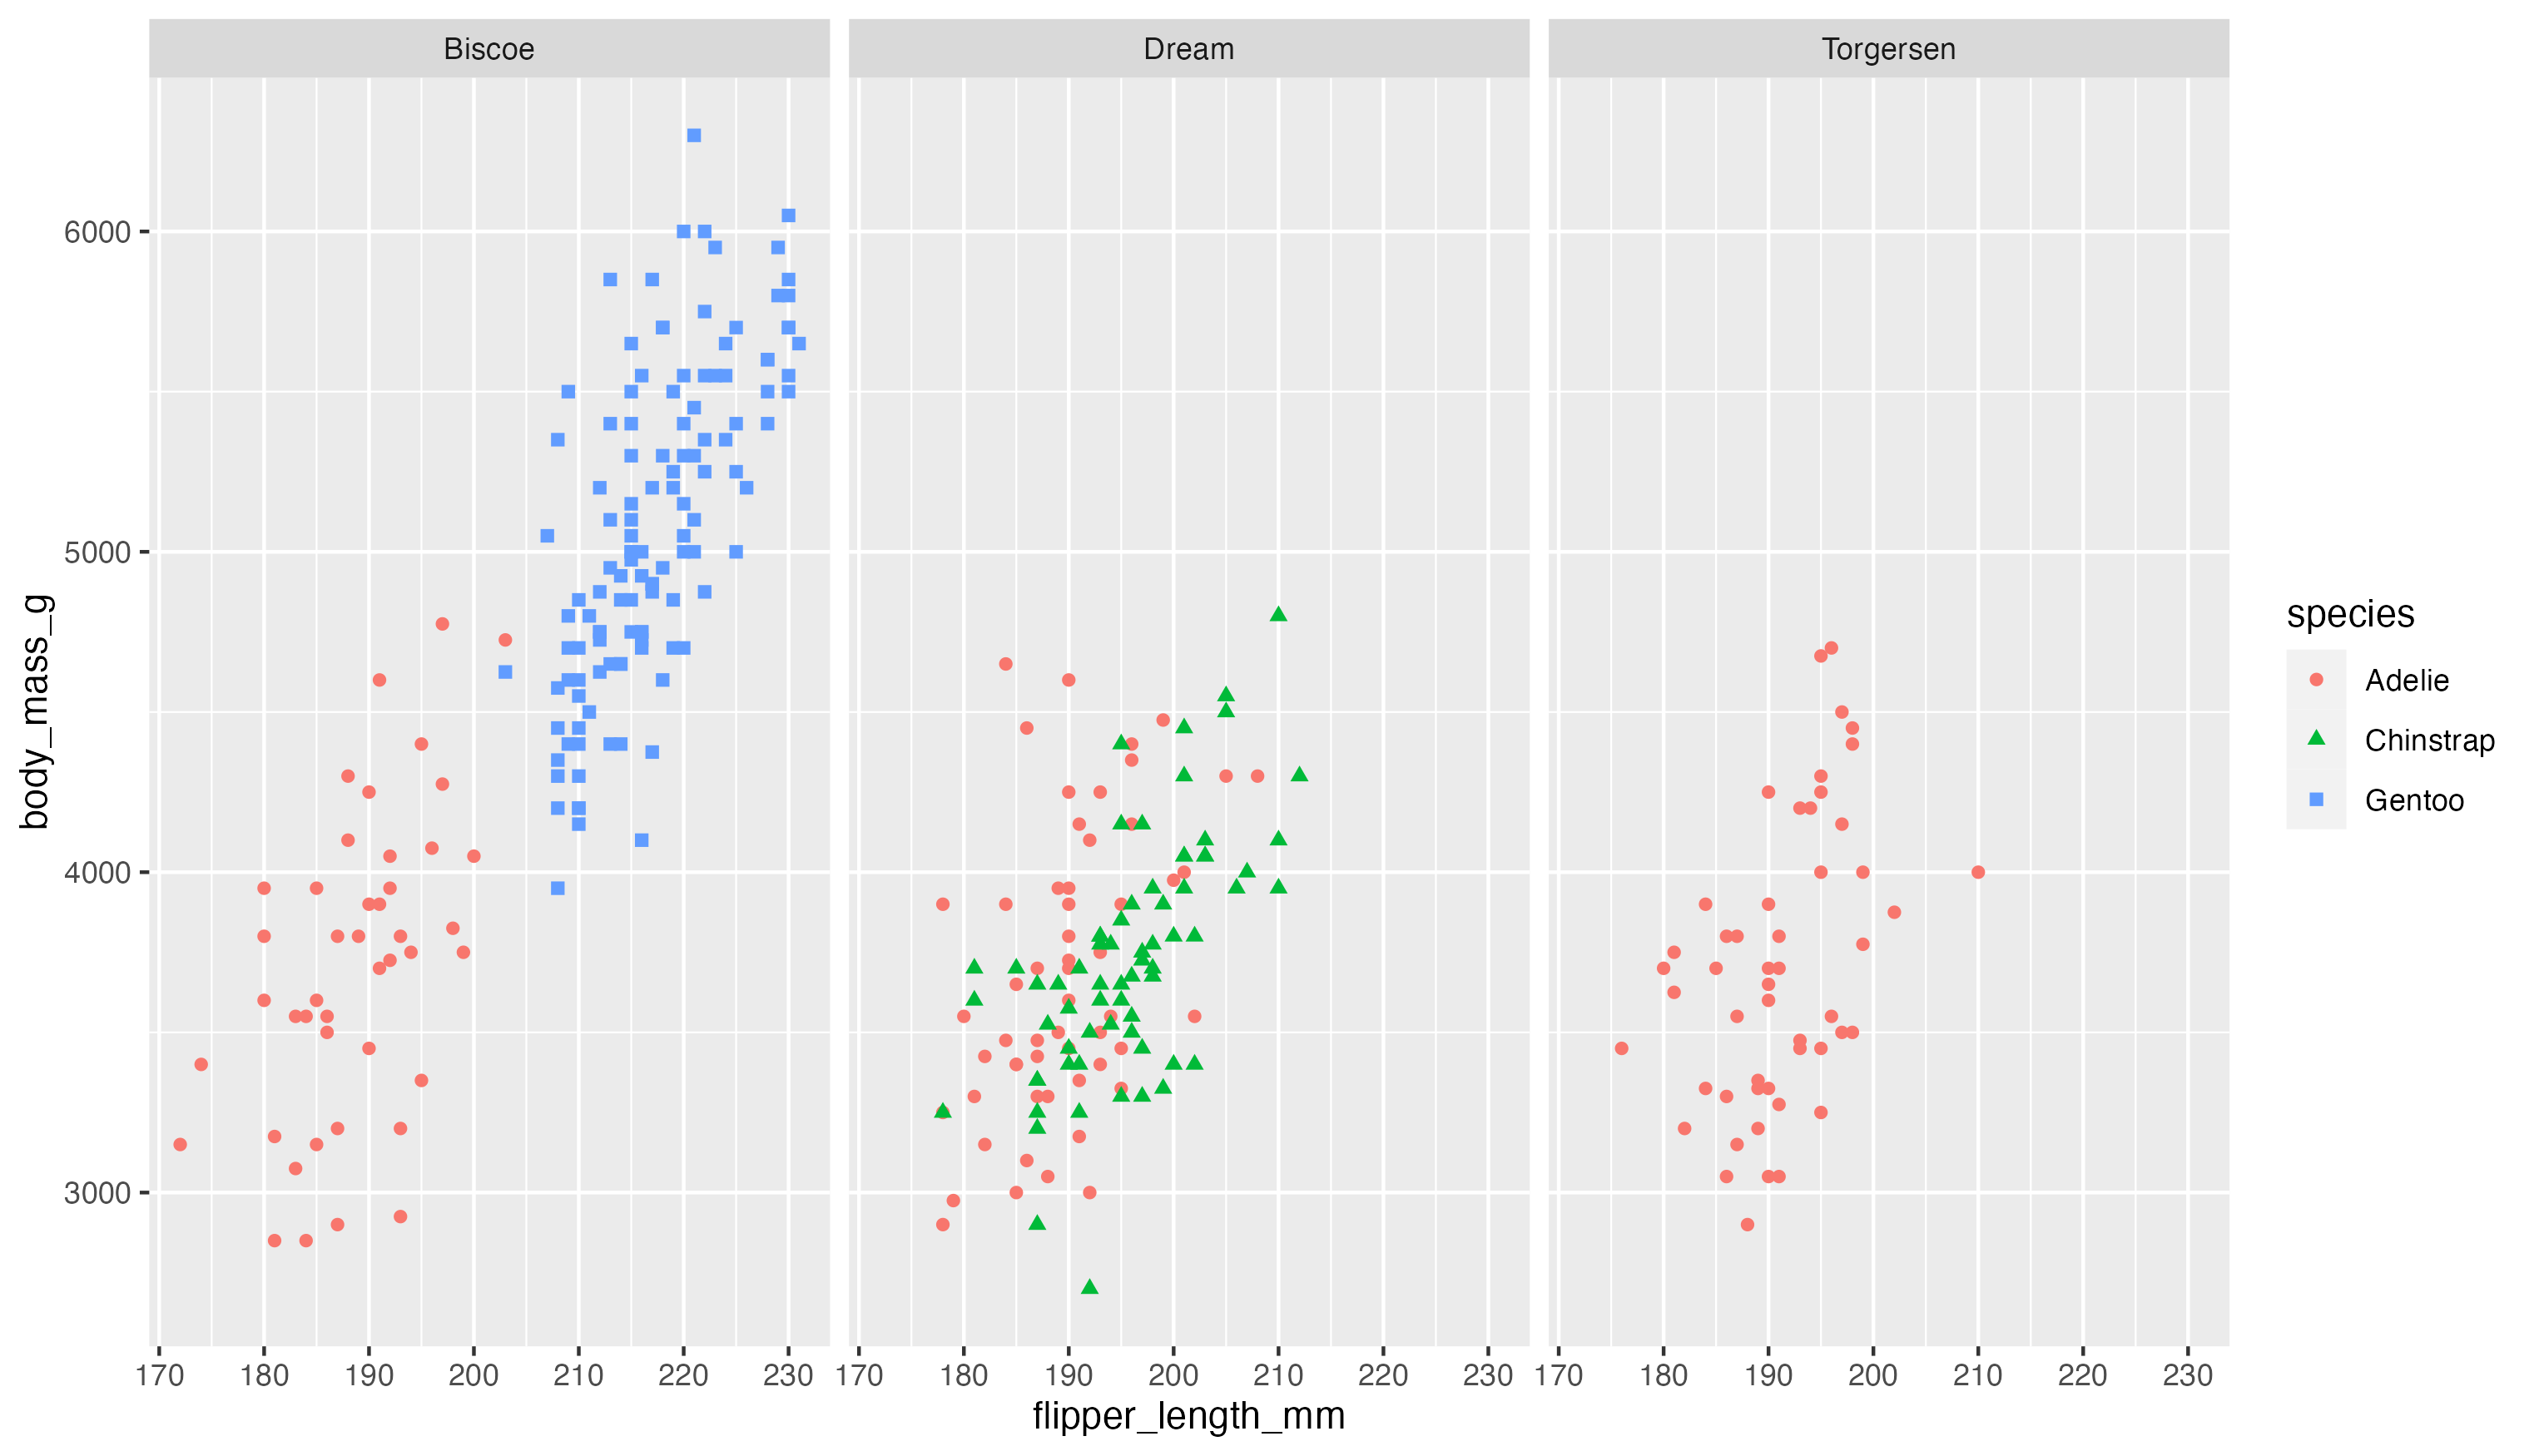 Biscoe Dream Torgersen
6000
5000
4000
3000
body_mass_g
170 180 190 200 210 220 230 170 180 190 200 210 220 230 170 180 190 200 210 220 230
flipper_length_mm
species
Adelie
Chinstrap
Gentoo